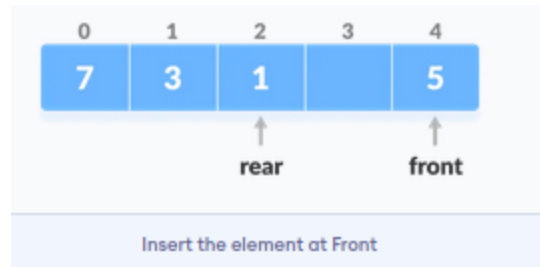 0 1 2 3 4
7 3 1 5
rear front
Insert the element at Front